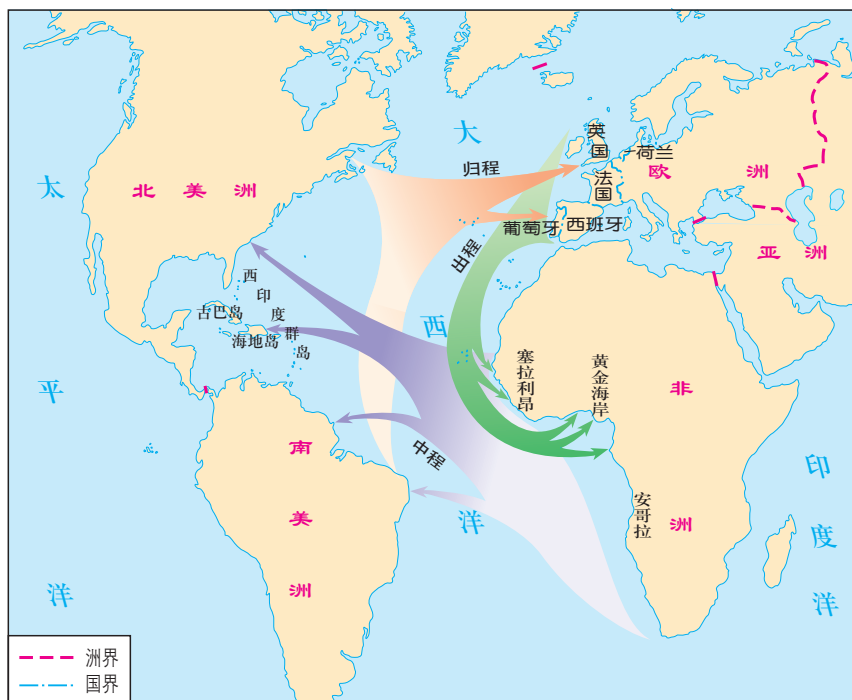 大
太
平
洋
西
洋
印
度
洋
北美洲
南
美
洲
欧洲
亚洲
非
洲
英国
荷兰
法国
葡萄牙
西班牙
归程
出程
中程
西印度群岛
古巴岛
海地岛
塞拉利昂
黄金海岸
安哥拉
洲界
国界